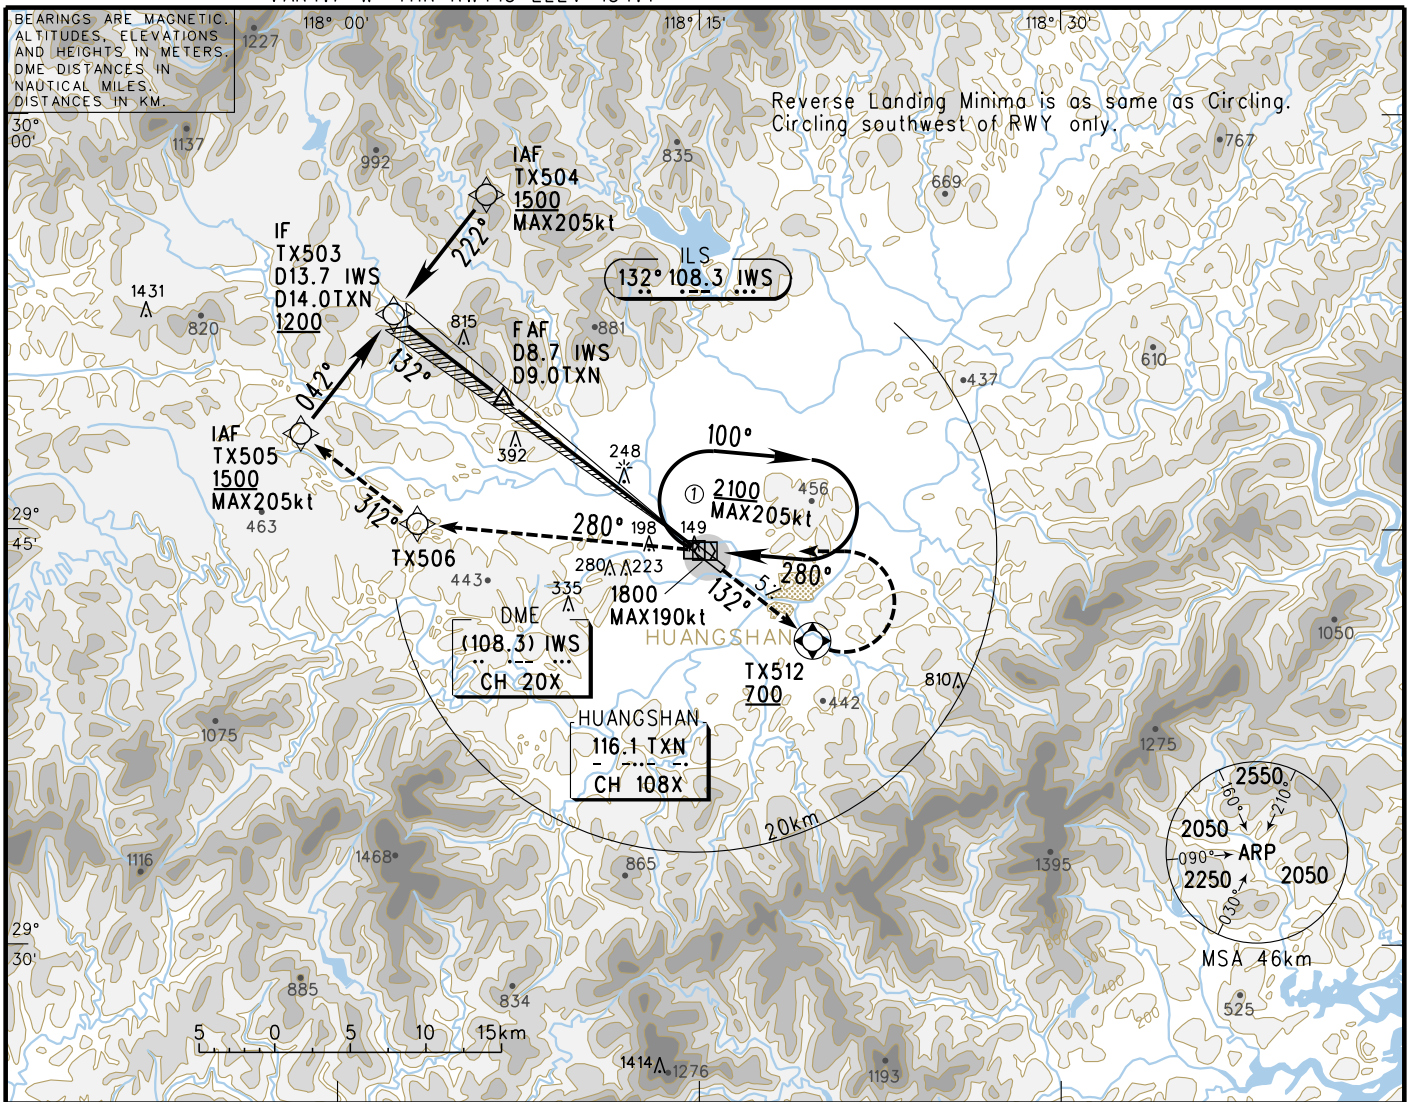 118° 00'
118° 15'
118° 30'
BEARINGS ARE MAGNETIC.
ALTITUDES, ELEVATIONS
AND HEIGHTS IN METERS.
DME DISTANCES IN
NAUTICAL MILES.
DISTANCES IN KM.
1227
Reverse Landing Minima is as same as Circling.
Circling southwest of RWY only.
30°
00'
1137
992
835
767
669
IAF
TX504
1500
MAX205kt
222°
IF
TX503
D13.7 IWS
D14.0TXN
1200
ILS
132° 108.3 IWS
1431
820
815
881
610
FAF
D8.7 IWS
D9.0TXN
132°
042°
437
IAF
TX505
1500
MAX205kt
463
392
248
100°
1 2100
MAX205kt
456
312°
29°
45'
TX506
280°
198
149
280
223
280°
443
335
1800
MAX190kt
132°
HUANGSHAN
DME
(108.3) IWS
CH 20X
TX512
700
1050
810
442
1075
HUANGSHAN
116.1 TXN
CH 108X
1275
20km
2550
160°
210°
2050
090°
ARP
2250
2050
030°
MSA 46km
1116
1468
865
1395
29°
30'
885
834
600
400
200
525
5 0 5 10 15km
1414
1276
1193